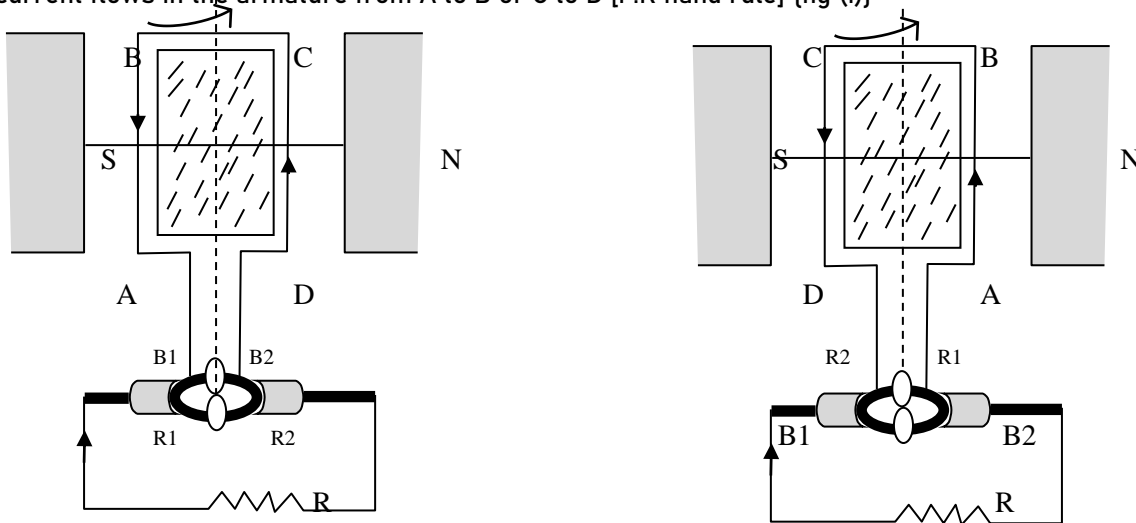 current flows in the armature from A to B or C to D [FlR hand rule] {fig (i)}
B C
S N
A D
B1 B2
R1 R2
R
C B
S N
D A
R2 R1
B1 B2
R